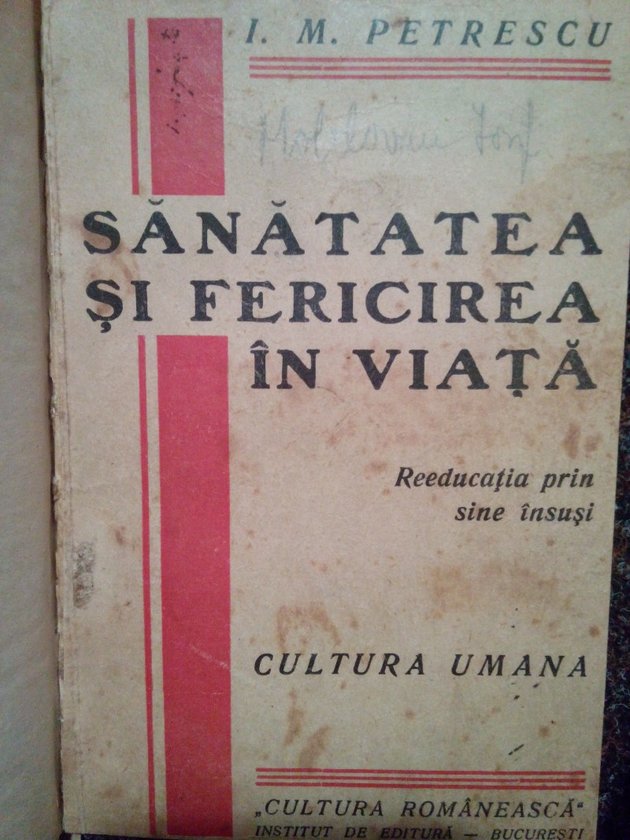 I. M. PETRESCU
SĂNĂTATEA
ȘI FERICIREA
ÎN VIAȚĂ
Reeducația prin
sine însuși
CULTURA UMANA
„CULTURA ROMÂNEASCĂ“
INSTITUT DE EDITURĂ — BUCUREȘTI